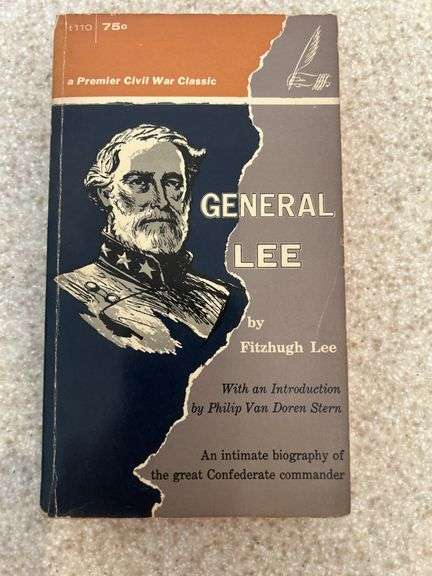 t110 75c
a Premier Civil War Classic
GENERAL
LEE
by
Fitzhugh Lee
With an Introduction
by Philip Van Doren Stern
An intimate biography of
the great Confederate commander